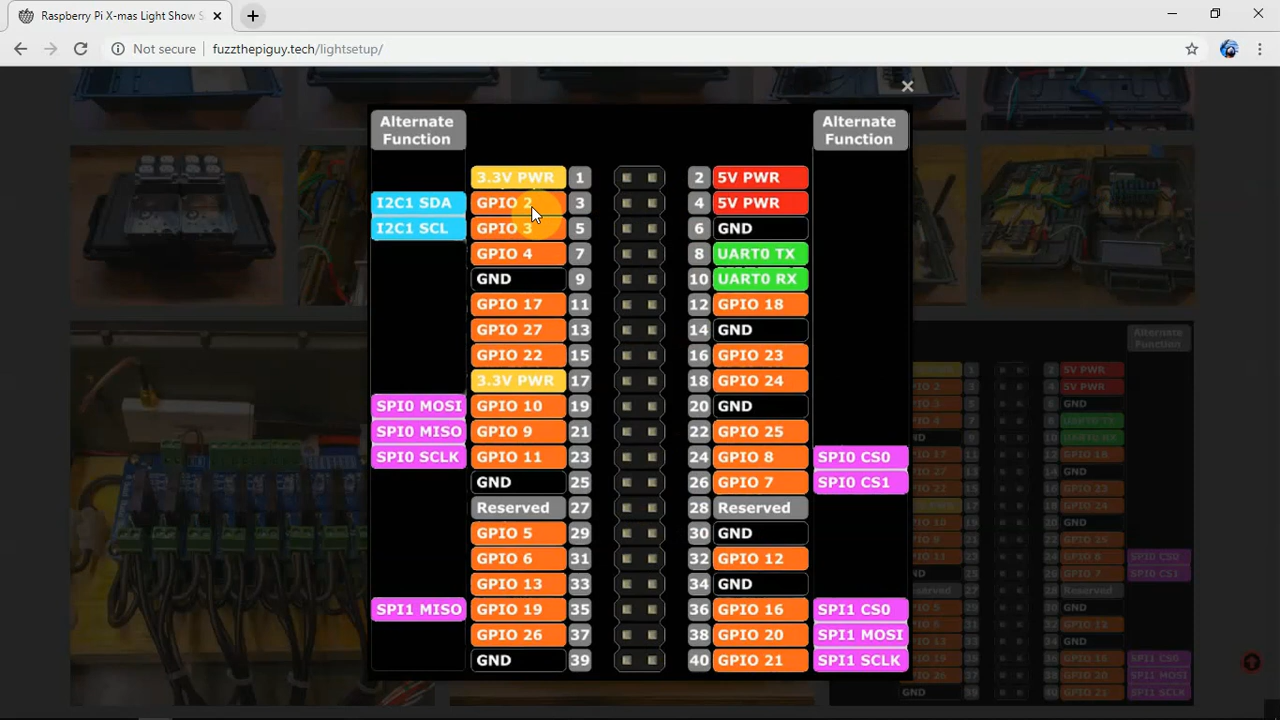 Raspberry Pi X-mas Light Show S
Not secure
fuzzthepiguy.tech/lightsetup/
Alternate Function
Alternate Function
3.3V PWR 1 2 5V PWR
I2C1 SDA GPIO 2 3 4 5V PWR
I2C1 SCL GPIO 3 5 6 GND
GPIO 4 7 8 UART0 TX
GND 9 10 UART0 RX
GPIO 17 11 12 GPIO 18
GPIO 27 13 14 GND
GPIO 22 15 16 GPIO 23
3.3V PWR 17 18 GPIO 24
SPI0 MOSI GPIO 10 19 20 GND
SPI0 MISO GPIO 9 21 22 GPIO 25
SPI0 SCLK GPIO 11 23 24 GPIO 8 SPI0 CS0
GND 25 26 GPIO 7 SPI0 CS1
Reserved 27 28 Reserved
GPIO 5 29 30 GND
GPIO 6 31 32 GPIO 12
GPIO 13 33 34 GND
SPI1 MISO GPIO 19 35 36 GPIO 16 SPI1 CS0
GPIO 26 37 38 GPIO 20 SPI1 MOSI
GND 39 40 GPIO 21 SPI1 SCLK